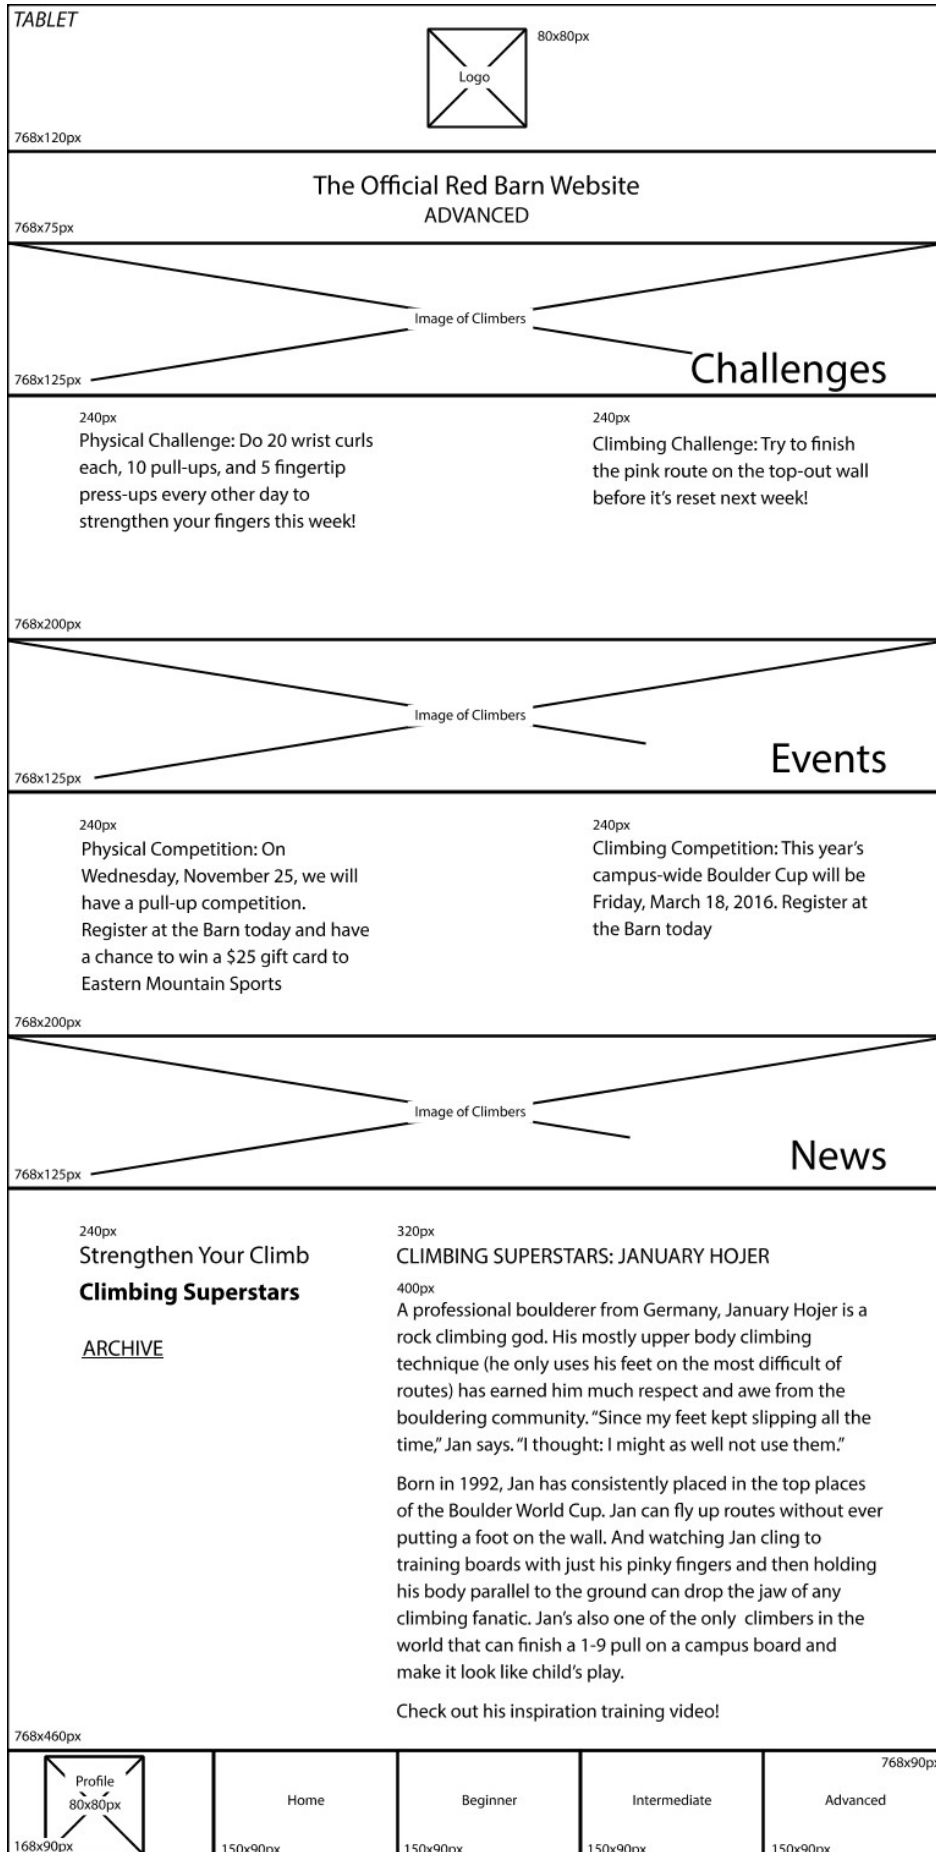 TABLET
80x80px
Logo
768x120px
The Official Red Barn Website
ADVANCED
768x75px
Image of Climbers
768x125px
Challenges
240px
Physical Challenge: Do 20 wrist curls
each, 10 pull-ups, and 5 fingertip
press-ups every other day to
strengthen your fingers this week!
240px
Climbing Challenge: Try to finish
the pink route on the top-out wall
before it's reset next week!
768x200px
Image of Climbers
768x125px
Events
240px
Physical Competition: On
Wednesday, November 25, we will
have a pull-up competition.
Register at the Barn today and have
a chance to win a $25 gift card to
Eastern Mountain Sports
240px
Climbing Competition: This year's
campus-wide Boulder Cup will be
Friday, March 18, 2016. Register at
the Barn today
768x200px
Image of Climbers
768x125px
News
240px
Strengthen Your Climb
Climbing Superstars
ARCHIVE
320px
CLIMBING SUPERSTARS: JANUARY HOJER
400px
A professional boulderer from Germany, January Hojer is a
rock climbing god. His mostly upper body climbing
technique (he only uses his feet on the most difficult of
routes) has earned him much respect and awe from the
bouldering community. “Since my feet kept slipping all the
time,” Jan says. “I thought: I might as well not use them.”
Born in 1992, Jan has consistently placed in the top places
of the Boulder World Cup. Jan can fly up routes without ever
putting a foot on the wall. And watching Jan cling to
training boards with just his pinky fingers and then holding
his body parallel to the ground can drop the jaw of any
climbing fanatic. Jan's also one of the only climbers in the
world that can finish a 1-9 pull on a campus board and
make it look like child's play.
Check out his inspiration training video!
768x460px
768x90px
Profile
80x80px
168x90px
Home
150x90px
Beginner
150x90px
Intermediate
150x90px
Advanced
150x90px